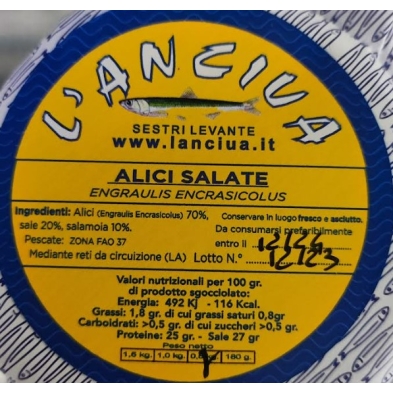 L'ANCIUA
SESTRI LEVANTE
www.lanciua.it
ALICI SALATE
ENGRAULIS ENCRASICOLUS
Ingredienti: Alici (Engraulis Encrasicolus) 70%,
sale 20%, salamoia 10%.
Pescate: ZONA FAO 37
Mediante reti da circuizione (LA)
Conservare in luogo fresco e asciutto.
Da consumarsi preferibilmente
entro li 12/24
Lotto N.° 12123
Valori nutrizionali per 100 gr.
di prodotto sgocciolato:
Energia: 492 Kj - 116 Kcal.
Grassi: 1,8 gr. di cui grassi saturi 0,8gr
Carboidrati: >0,5 gr. di cui zuccheri >0,5 gr.
Proteine: 25 gr. - Sale 27 gr
Peso netto
1,6 kg. 1,0 kg. 180 g.